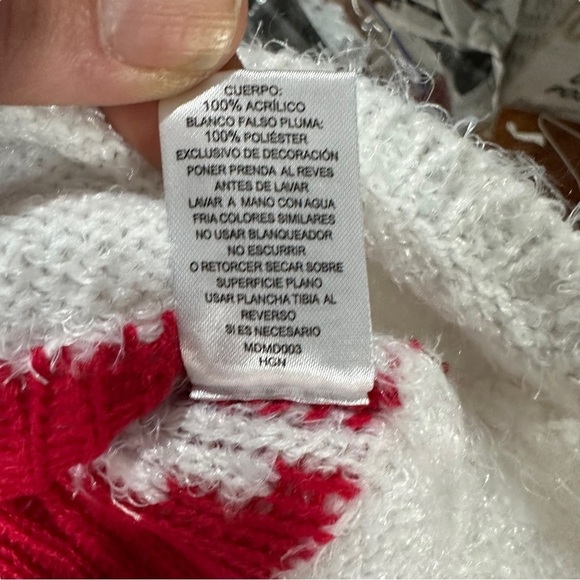 CUERPO:
100% ACRÍLICO
BLANCO FALSO PLUMA:
100% POLIÉSTER
EXCLUSIVO DE DECORACIÓN
PONER PRENDA AL REVES
ANTES DE LAVAR
LAVAR A MANO CON AGUA
FRIA COLORES SIMILARES
NO USAR BLANQUEADOR
NO ESCURRIR
O RETORCER SECAR SOBRE
SUPERFICIE PLANO
USAR PLANCHA TIBIA AL
REVERSO
SI ES NECESARIO
MDMD003
HGN